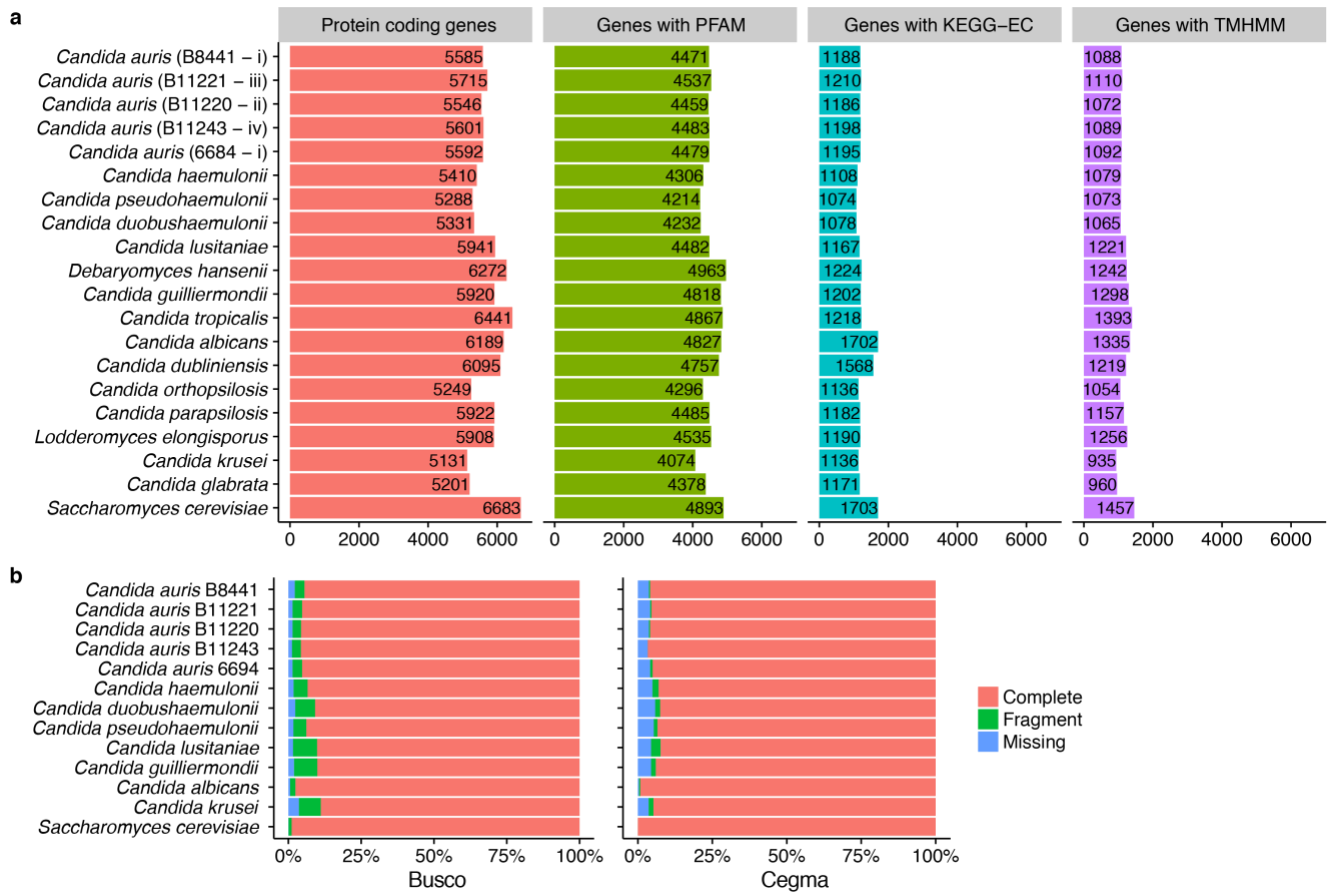 a
Protein coding genes Genes with PFAM Genes with KEGG−EC Genes with TMHMM
Candida auris (B8441 − i) 5585 4471 1188 1088
Candida auris (B11221 − iii) 5715 4537 1210 1110
Candida auris (B11220 − ii) 5546 4459 1186 1072
Candida auris (B11243 − iv) 5601 4483 1198 1089
Candida auris (6684 − i) 5592 4479 1195 1092
Candida haemulonii 5410 4306 1108 1079
Candida pseudohaemulonii 5288 4214 1074 1073
Candida duobushaemulonii 5331 4232 1078 1065
Candida lusitaniae 5941 4482 1167 1221
Debaryomyces hansenii 6272 4963 1224 1242
Candida guilliermondii 5920 4818 1202 1298
Candida tropicalis 6441 4867 1218 1393
Candida albicans 6189 4827 1702 1335
Candida dubliniensis 6095 4757 1568 1219
Candida orthopsilosis 5249 4296 1136 1054
Candida parapsilosis 5922 4485 1182 1157
Lodderomyces elongisporus 5908 4535 1190 1256
Candida krusei 5131 4074 1136 935
Candida glabrata 5201 4378 1171 960
Saccharomyces cerevisiae 6683 4893 1703 1457
0 2000 4000 6000 0 2000 4000 6000 0 2000 4000 6000 0 2000 4000 6000
b
Candida auris B8441
Candida auris B11221
Candida auris B11220
Candida auris B11243
Candida auris 6694
Candida haemulonii
Candida duobushaemulonii
Candida pseudohaemulonii
Candida lusitaniae
Candida guilliermondii
Candida albicans
Candida krusei
Saccharomyces cerevisiae
0% 25% 50% 75% 100% 0% 25% 50% 75% 100%
Busco Cegma
Complete
Fragment
Missing